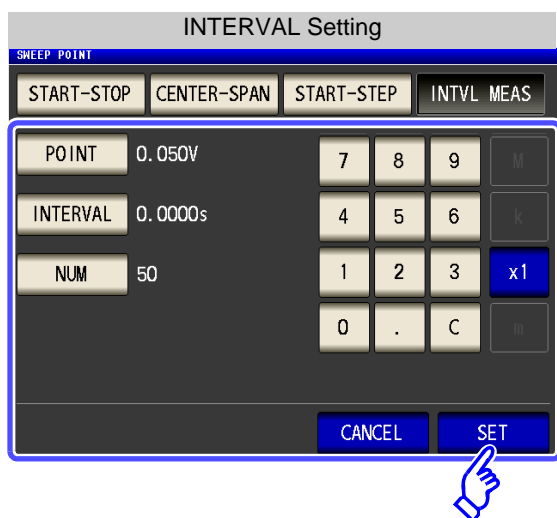 INTERVAL Setting
SWEEP POINT
START-STOP CENTER-SPAN START-STEP INTVL MEAS
POINT 0.050V 7 8 9 M
INTERVAL 0.0000s 4 5 6 k
NUM 50 1 2 3 x1
0 . C m
CANCEL SET